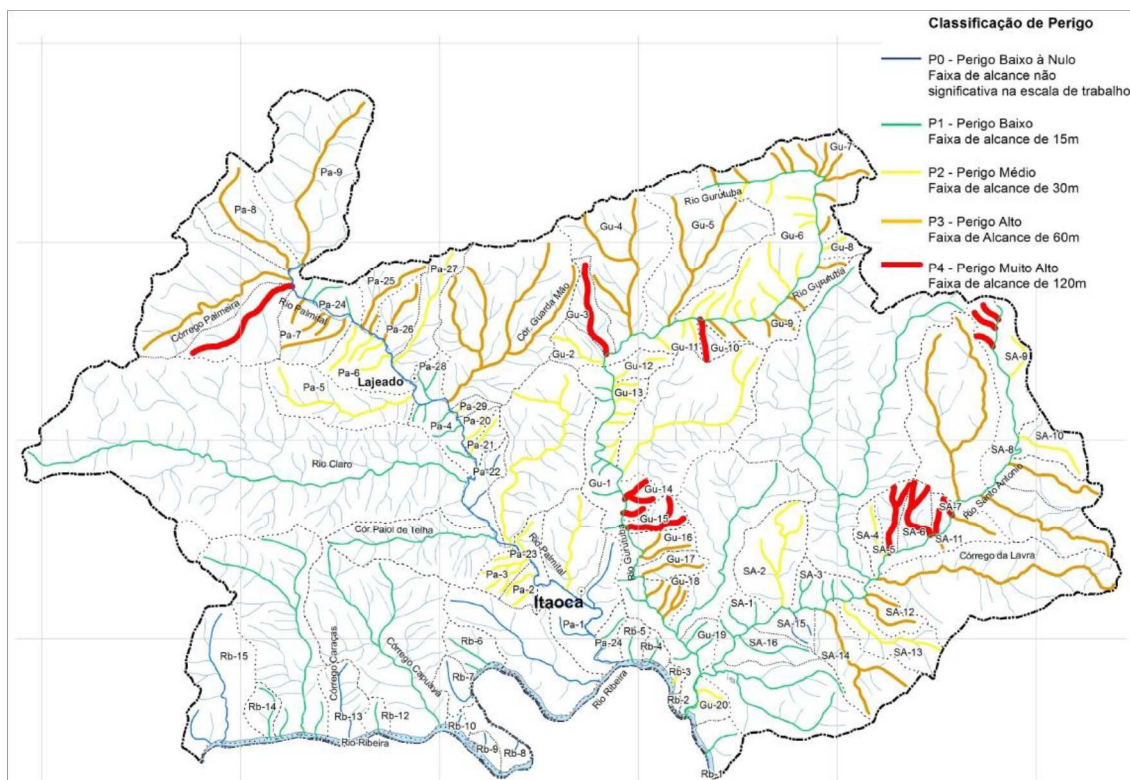 Classificação de Perigo
P0 - Perigo Baixo à Nulo
Faixa de alcance não
significativa na escala de trabalho
P1 - Perigo Baixo
Faixa de alcance de 15m
P2 - Perigo Médio
Faixa de alcance de 30m
P3 - Perigo Alto
Faixa de Alcance de 60m
P4 - Perigo Muito Alto
Faixa de alcance de 120m
Gu-7
Pa-9
Rio Gurutuba
Pa-8
Gu-4
Gu-5
Gu-6
Gu-8
Pa-27
Pa-25
Rio Gurutuba
Pa-24
Córrego Palmeira
Rio Palmital
Cór. Guarda Mão
Gu-3
Pa-7
Pa-26
Gu-9
Gu-11
Gu-10
Gu-2
SA-9
Pa-28
Gu-12
Pa-6
Lajeado
Pa-5
Gu-13
Pa-29
Pa-20
Pa-4
SA-10
Pa-21
SA-8
Rio Claro
Pa-22
Gu-1
Gu-14
Rio Santo Antonio
SA-7
Gu-15
Cór. Paiol de Telha
SA-4
SA-6
Gu-16
SA-11
Pa-23
Rio Palmital
SA-5
Córrego da Lavra
Gu-17
Pa-3
SA-2
SA-3
Gu-18
Pa-2
Itaoca
SA-1
SA-12
Pa-1
Rb-5
Gu-19
SA-15
Rb-6
Pa-24
Rb-4
SA-16
SA-13
Rb-15
Córrego Caraças
Córrego Capuava
SA-14
Rb-7
Rio Ribeira
Rb-3
Rb-2
Rb-14
Rb-13
Rb-12
Gu-20
Rb-10
Rio Ribeira
Rb-9
Rb-8
Rb-1